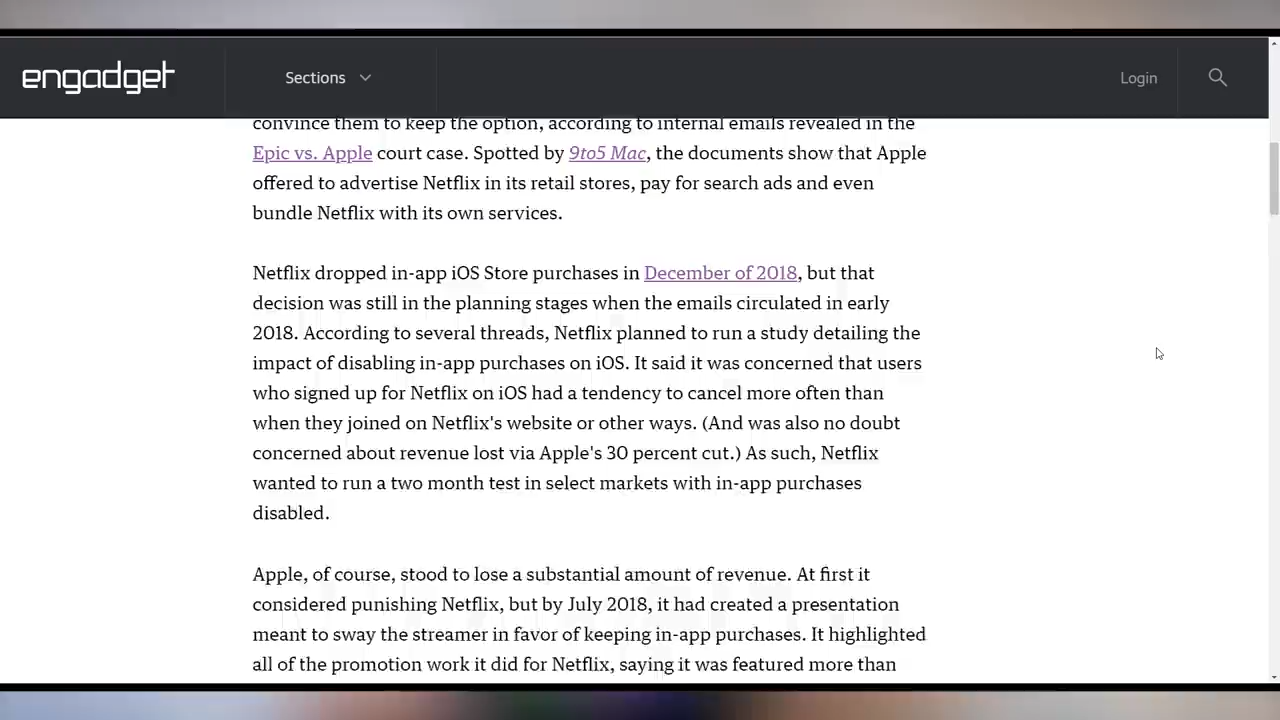 engadget
Sections
Login
convince them to keep the option, according to internal emails revealed in the
Epic vs. Apple court case. Spotted by 9to5 Mac, the documents show that Apple
offered to advertise Netflix in its retail stores, pay for search ads and even
bundle Netflix with its own services.
Netflix dropped in-app iOS Store purchases in December of 2018, but that
decision was still in the planning stages when the emails circulated in early
2018. According to several threads, Netflix planned to run a study detailing the
impact of disabling in-app purchases on iOS. It said it was concerned that users
who signed up for Netflix on iOS had a tendency to cancel more often than
when they joined on Netflix's website or other ways. (And was also no doubt
concerned about revenue lost via Apple's 30 percent cut.) As such, Netflix
wanted to run a two month test in select markets with in-app purchases
disabled.
Apple, of course, stood to lose a substantial amount of revenue. At first it
considered punishing Netflix, but by July 2018, it had created a presentation
meant to sway the streamer in favor of keeping in-app purchases. It highlighted
all of the promotion work it did for Netflix, saying it was featured more than